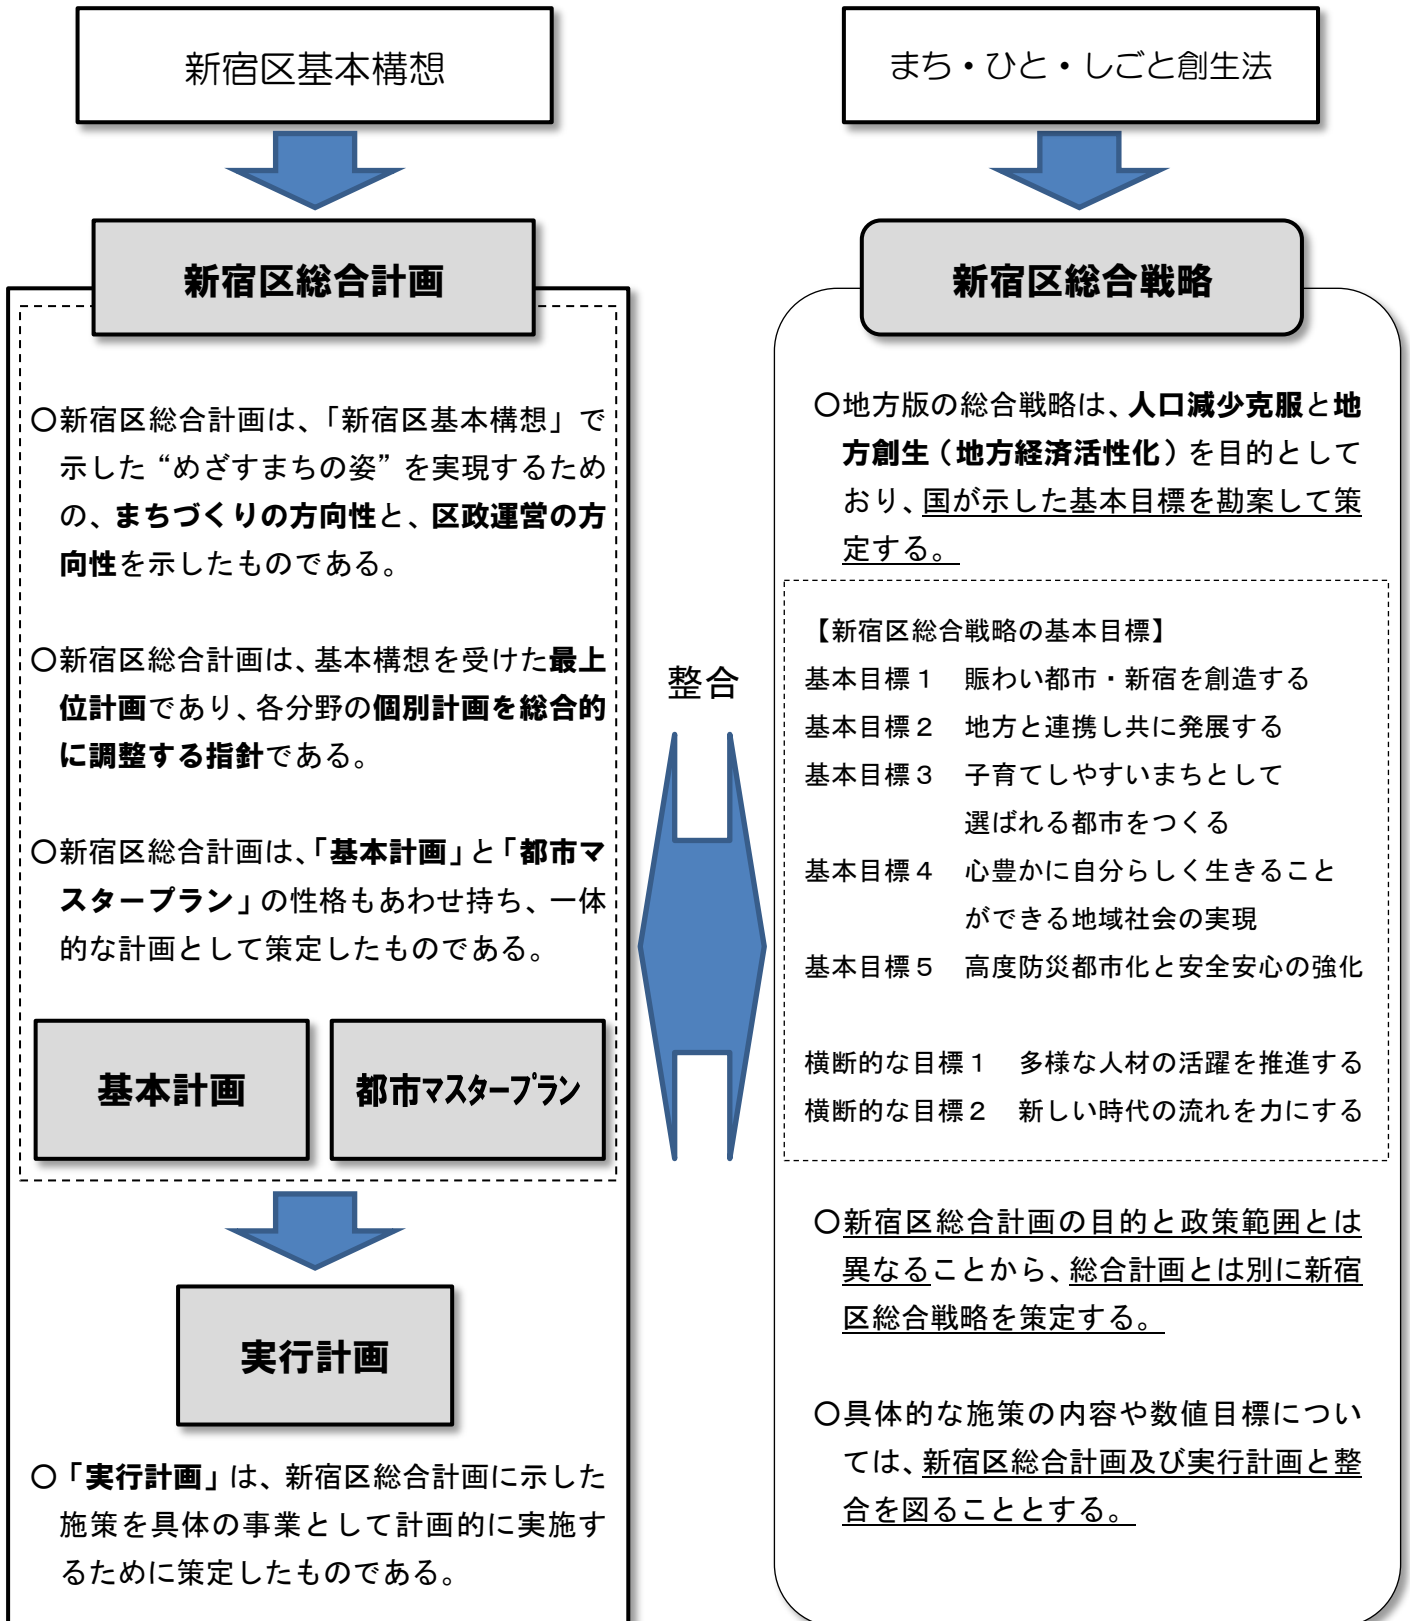 新宿区基本構想
新宿区総合計画
〇新宿区総合計画は、「新宿区基本構想」で
示した“めざすまちの姿”を実現するため
の、まちづくりの方向性と、区政運営の方
向性を示したものである。
〇新宿区総合計画は、基本構想を受けた最上
位計画であり、各分野の個別計画を総合的
に調整する指針である。
〇新宿区総合計画は、「基本計画」と「都市マ
スタープラン」の性格もあわせ持ち、一体
的な計画として策定したものである。
基本計画
都市マスタープラン
実行計画
〇「実行計画」は、新宿区総合計画に示した
施策を具体の事業として計画的に実施す
るために策定したものである。
整合
まち・ひと・しごと創生法
新宿区総合戦略
〇地方版の総合戦略は、人口減少克服と地
方創生（地方経済活性化）を目的として
おり、国が示した基本目標を勘案して策
定する。
【新宿区総合戦略の基本目標】
基本目標１　賑わい都市・新宿を創造する
基本目標２　地方と連携し共に発展する
基本目標３　子育てしやすいまちとして
選ばれる都市をつくる
基本目標４　心豊かに自分らしく生きること
ができる地域社会の実現
基本目標５　高度防災都市化と安全安心の強化
横断的な目標１　多様な人材の活躍を推進する
横断的な目標２　新しい時代の流れを力にする
〇新宿区総合計画の目的と政策範囲とは
異なることから、総合計画とは別に新宿
区総合戦略を策定する。
〇具体的な施策の内容や数値目標につい
ては、新宿区総合計画及び実行計画と整
合を図ることとする。